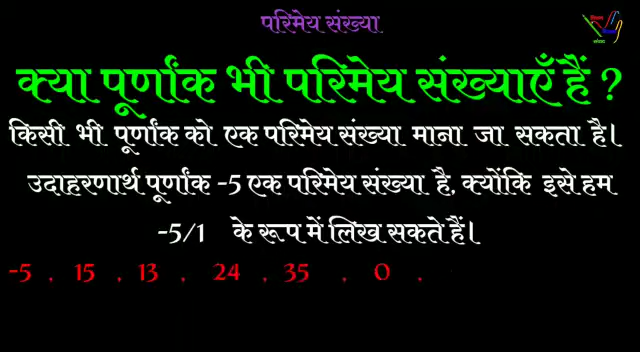 परिमेय संख्या
क्या पूर्णांक भी परिमेय संख्याएँ हैं ?
किसी भी पूर्णांक को एक परिमेय संख्या माना जा सकता है।
उदाहरणार्थ पूर्णांक -5 एक परिमेय संख्या है, क्योंकि इसे हम
-5/1 के रूप में लिख सकते हैं।
-5 , 15 , 13 , 24 , 35 , 0 ,